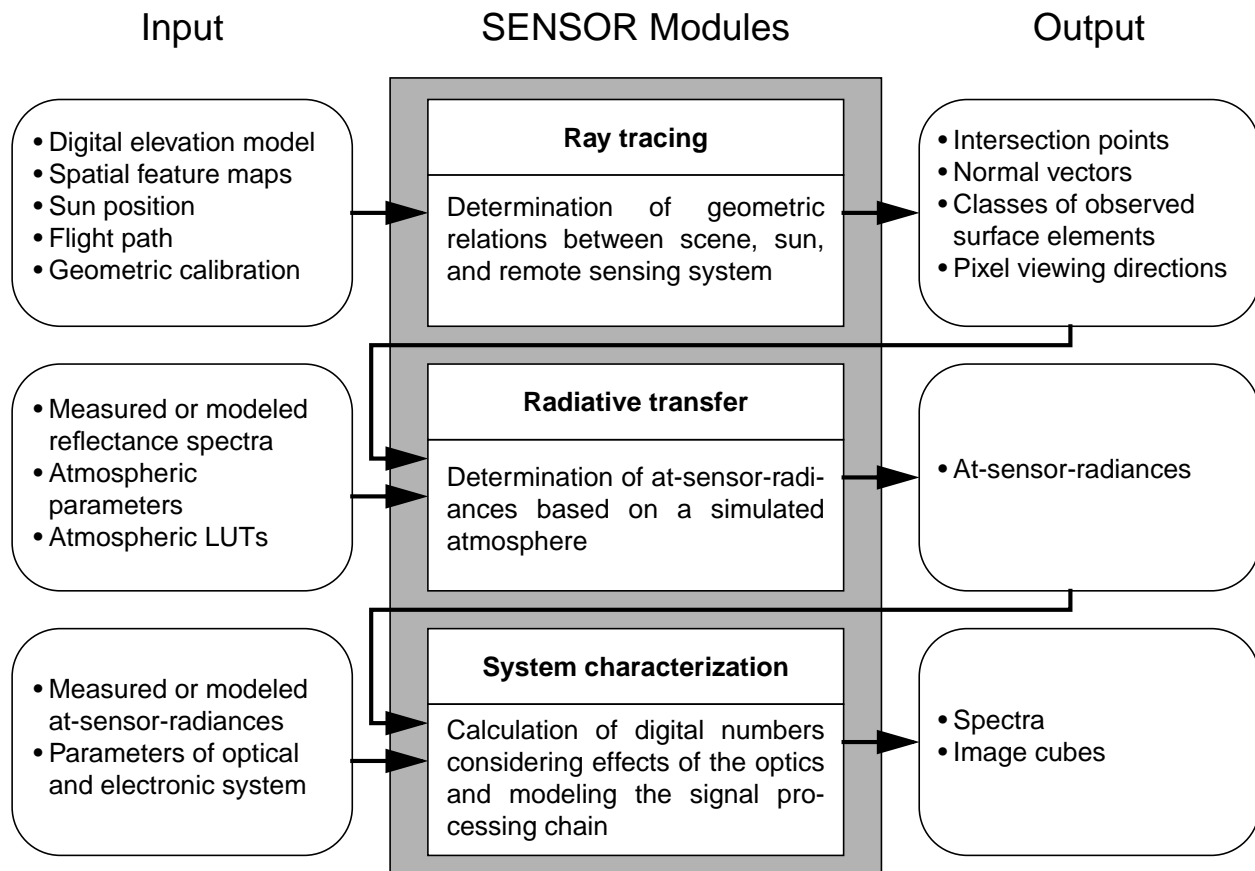 Input
SENSOR Modules
Output
• Digital elevation model
• Spatial feature maps
• Sun position
• Flight path
• Geometric calibration
Ray tracing
Determination of geometric
relations between scene, sun,
and remote sensing system
• Intersection points
• Normal vectors
• Classes of observed
surface elements
• Pixel viewing directions
• Measured or modeled
reflectance spectra
• Atmospheric
parameters
• Atmospheric LUTs
Radiative transfer
Determination of at-sensor-radi-
ances based on a simulated
atmosphere
• At-sensor-radiances
• Measured or modeled
at-sensor-radiances
• Parameters of optical
and electronic system
System characterization
Calculation of digital numbers
considering effects of the optics
and modeling the signal pro-
cessing chain
• Spectra
• Image cubes